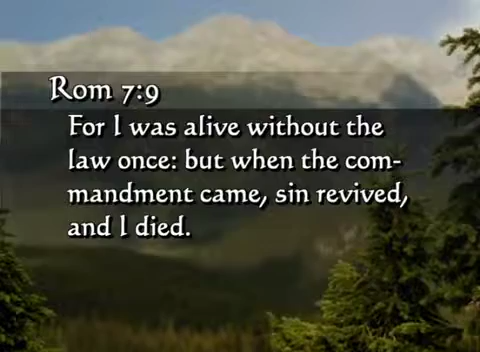 Rom 7:9
For I was alive without the
law once: but when the com-
mandment came, sin revived,
and I died.